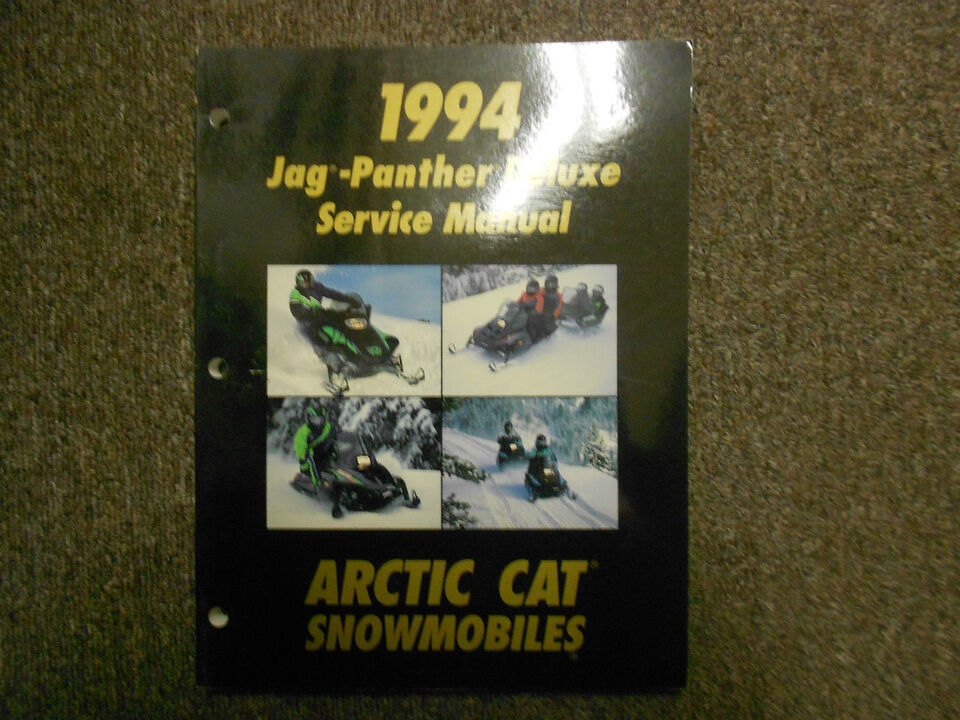 1994
Jag®-Panther Deluxe
Service Manual
ARCTIC CAT®
SNOWMOBILES®